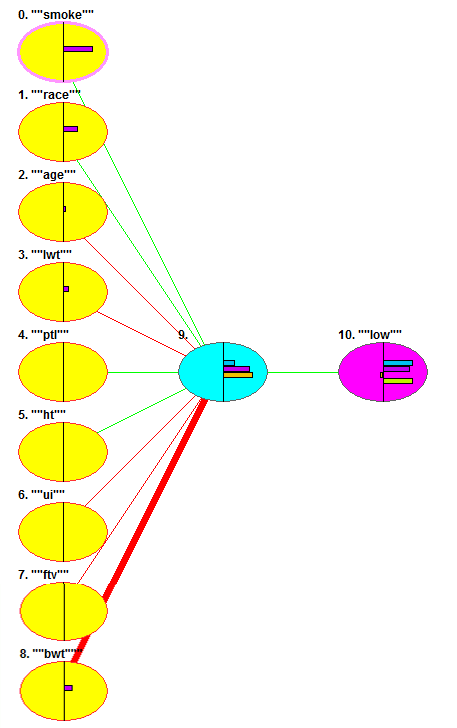 0. ""smoke""
1. ""race""
2. ""age""
3. ""lwt""
4. ""ptl""
9.
10. ""low""
5. ""ht""
6. ""ui""
7. ""ftv""
8. ""bwt"""